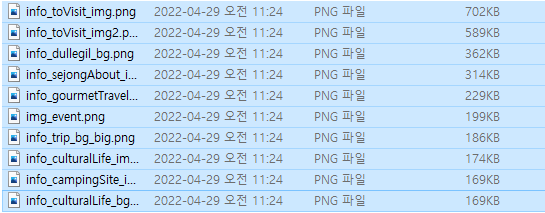 info_toVisit_img.png 2022-04-29 오전 11:24 PNG 파일 702KB
info_toVisit_img2.p... 2022-04-29 오전 11:24 PNG 파일 589KB
info_dullegil_bg.png 2022-04-29 오전 11:24 PNG 파일 362KB
info_sejongAbout_i... 2022-04-29 오전 11:24 PNG 파일 314KB
info_gourmetTravel... 2022-04-29 오전 11:24 PNG 파일 229KB
img_event.png 2022-04-29 오전 11:24 PNG 파일 199KB
info_trip_bg_big.png 2022-04-29 오전 11:24 PNG 파일 186KB
info_culturalLife_im... 2022-04-29 오전 11:24 PNG 파일 174KB
info_campingSite_i... 2022-04-29 오전 11:24 PNG 파일 169KB
info_culturalLife_bg... 2022-04-29 오전 11:24 PNG 파일 169KB